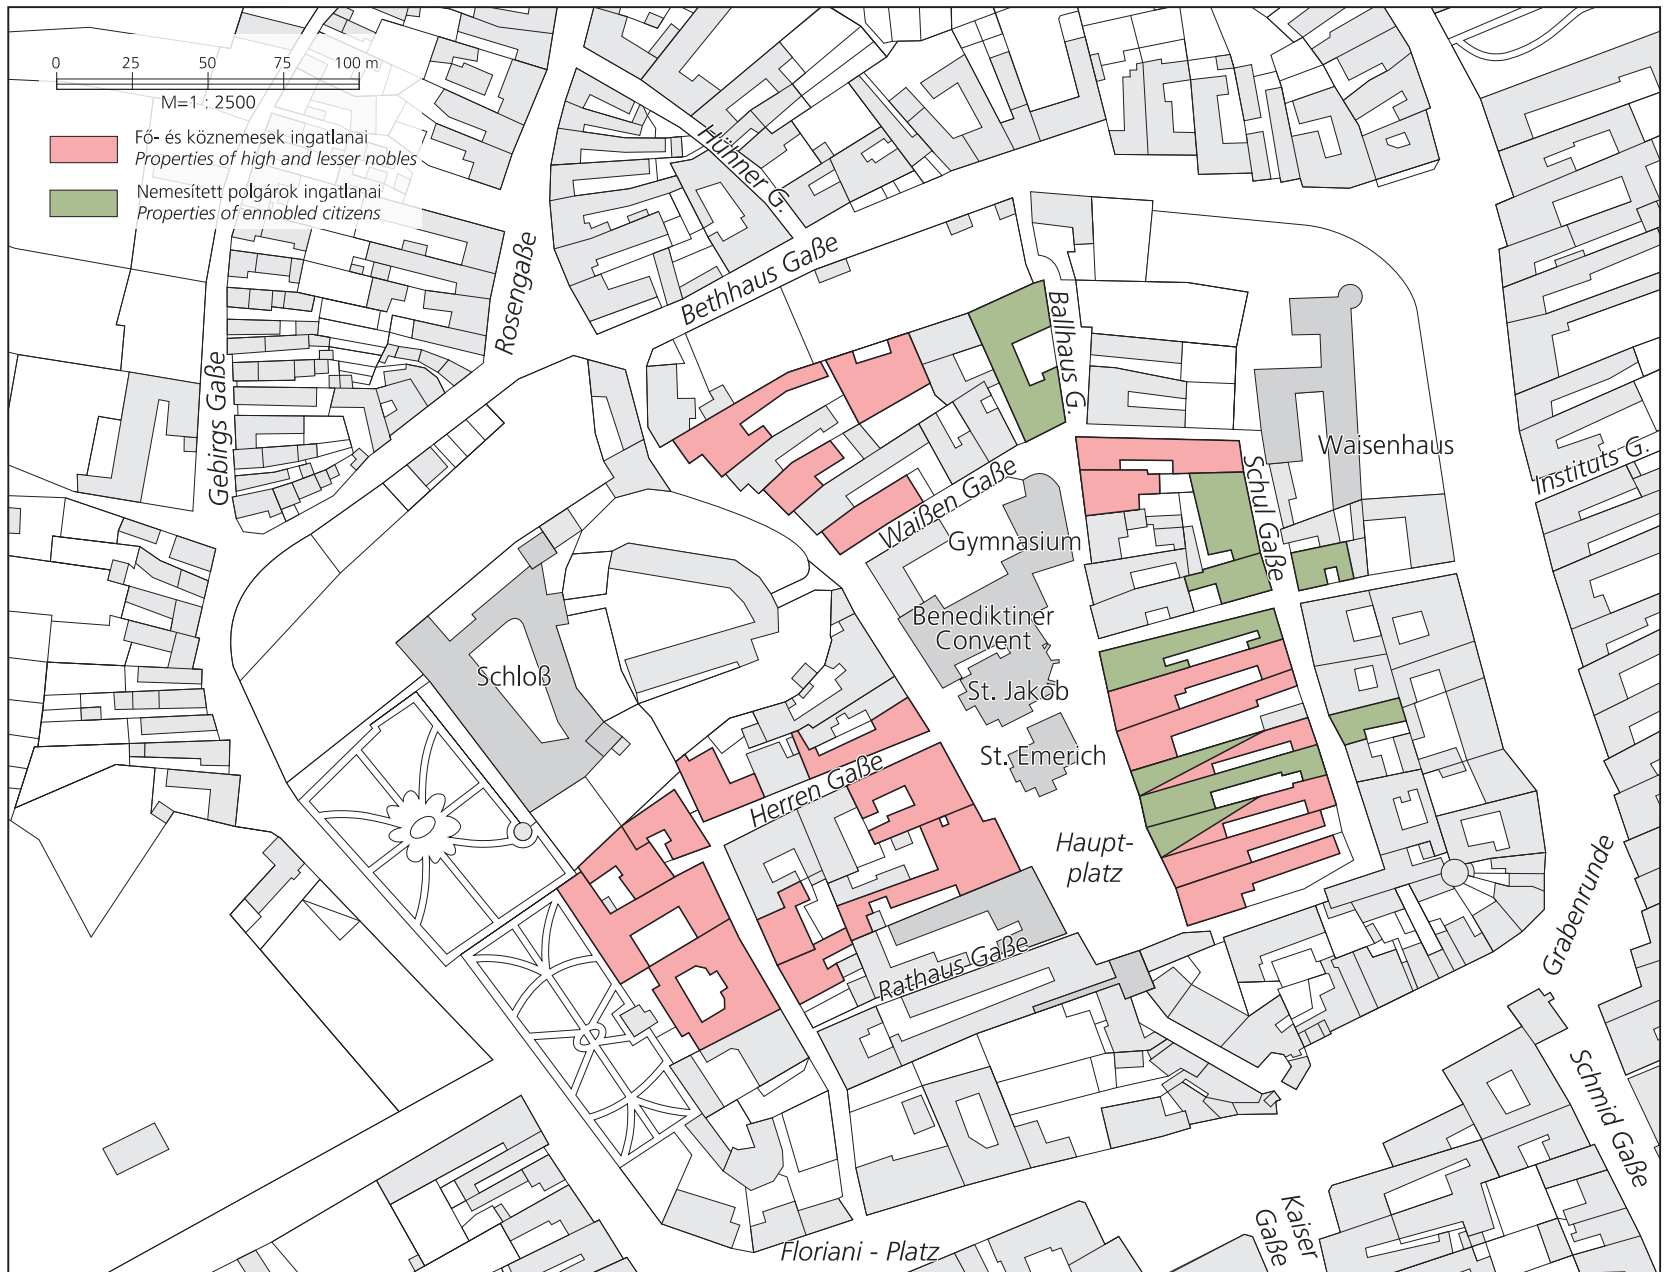 0 25 50 75 100 m
M=1 : 2500
Fő- és köznemesek ingatlanai
Properties of high and lesser nobles
Nemesített polgárok ingatlanai
Properties of ennobled citizens
Hühner G.
Rosengaße
Bethhaus Gaße
Ballhaus G.
Gebirgs Gaße
Waisenhaus
Instituts G.
Schul Gaße
Waißen Gaße
Gymnasium
Benediktiner
Convent
Schloß
St. Jakob
St. Emerich
Herren Gaße
Haupt-
platz
Grabenrunde
Rathaus Gaße
Schmid Gaße
Kaiser
Gaße
Floriani - Platz